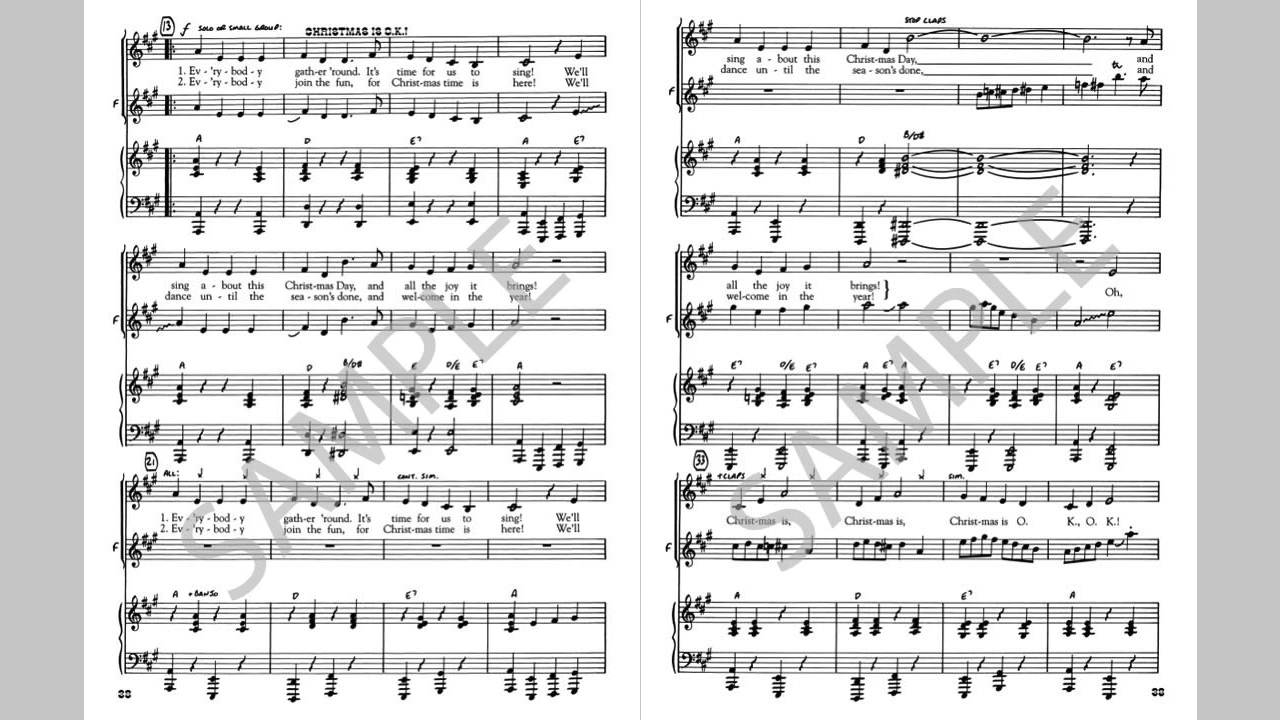 13 f SOLO OR SMALL GROUP: CHRISTMAS IS O.K.!
1. Ev - 'ry - bod - y gath-er 'round. It's time for us to sing! We'll
2. Ev - 'ry - bod - y join the fun, for Christ-mas time is here! We'll
F
A D E7 A E7
sing a - bout this Christ-mas Day, and all the joy it brings!
dance un - til the sea - son's done, and wel-come in the year!
F
A D B/D# E D/E E7 A
21
ALL: CONT. SIM.
1. Ev - 'ry - bod - y gath-er 'round. It's time for us to sing! We'll
2. Ev - 'ry - bod - y join the fun, for Christ-mas time is here! We'll
F
A + BANJO D E7 A
38
STOP CLAPS
sing a - bout this Christ-mas Day, and
dance un - til the sea - son's done, and
tr
F
A D B/D#
all the joy it brings!
wel-come in the year! } Oh,
F
E7 D/E E7 A E7 A E7 D/E E7 A E7
33
+ CLAPS SIM.
Christ-mas is, Christ-mas is, Christ-mas is O. K., O. K.!
F
A D E7 A
38
SAMPLE
SAMPLE